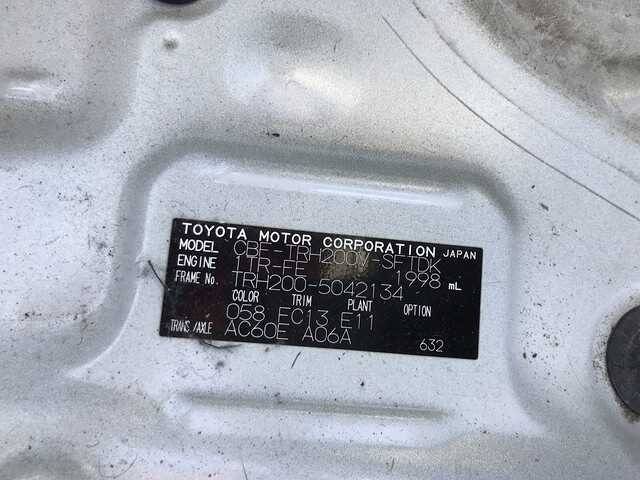 TOYOTA MOTOR CORPORATION JAPAN
MODEL CBF-TRH200V-SFTDK
ENGINE 1TR-FE 1998 mL
FRAME No. TRH200-5042134
COLOR TRIM PLANT OPTION
058 FC13 E11
TRANS/AXLE AC60E A06A
632